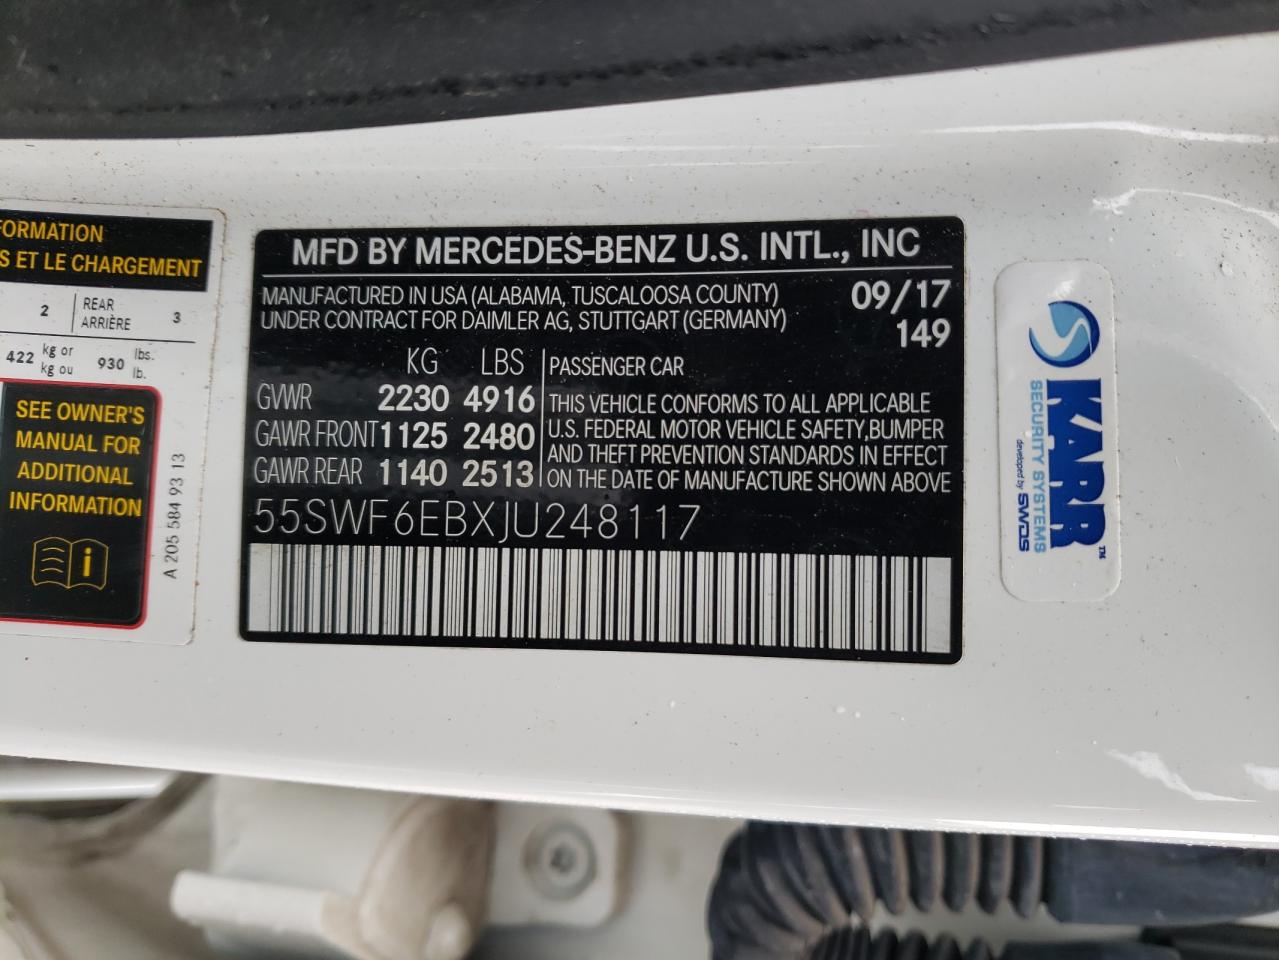 FORMATION
S ET LE CHARGEMENT
2 REAR ARRIÈRE 3
422 kg or kg ou 930 lbs. lb.
SEE OWNER'S
MANUAL FOR
ADDITIONAL
INFORMATION
i
A 205 584 93 13
MFD BY MERCEDES-BENZ U.S. INTL., INC
MANUFACTURED IN USA (ALABAMA, TUSCALOOSA COUNTY) 09/17
UNDER CONTRACT FOR DAIMLER AG, STUTTGART (GERMANY) 149
KG LBS PASSENGER CAR
GVWR 2230 4916 THIS VEHICLE CONFORMS TO ALL APPLICABLE
GAWR FRONT 1125 2480 U.S. FEDERAL MOTOR VEHICLE SAFETY,BUMPER
AND THEFT PREVENTION STANDARDS IN EFFECT
GAWR REAR 1140 2513 ON THE DATE OF MANUFACTURE SHOWN ABOVE
55SWF6EBXJU248117
KARR™
SECURITY SYSTEMS
developed by SWDS